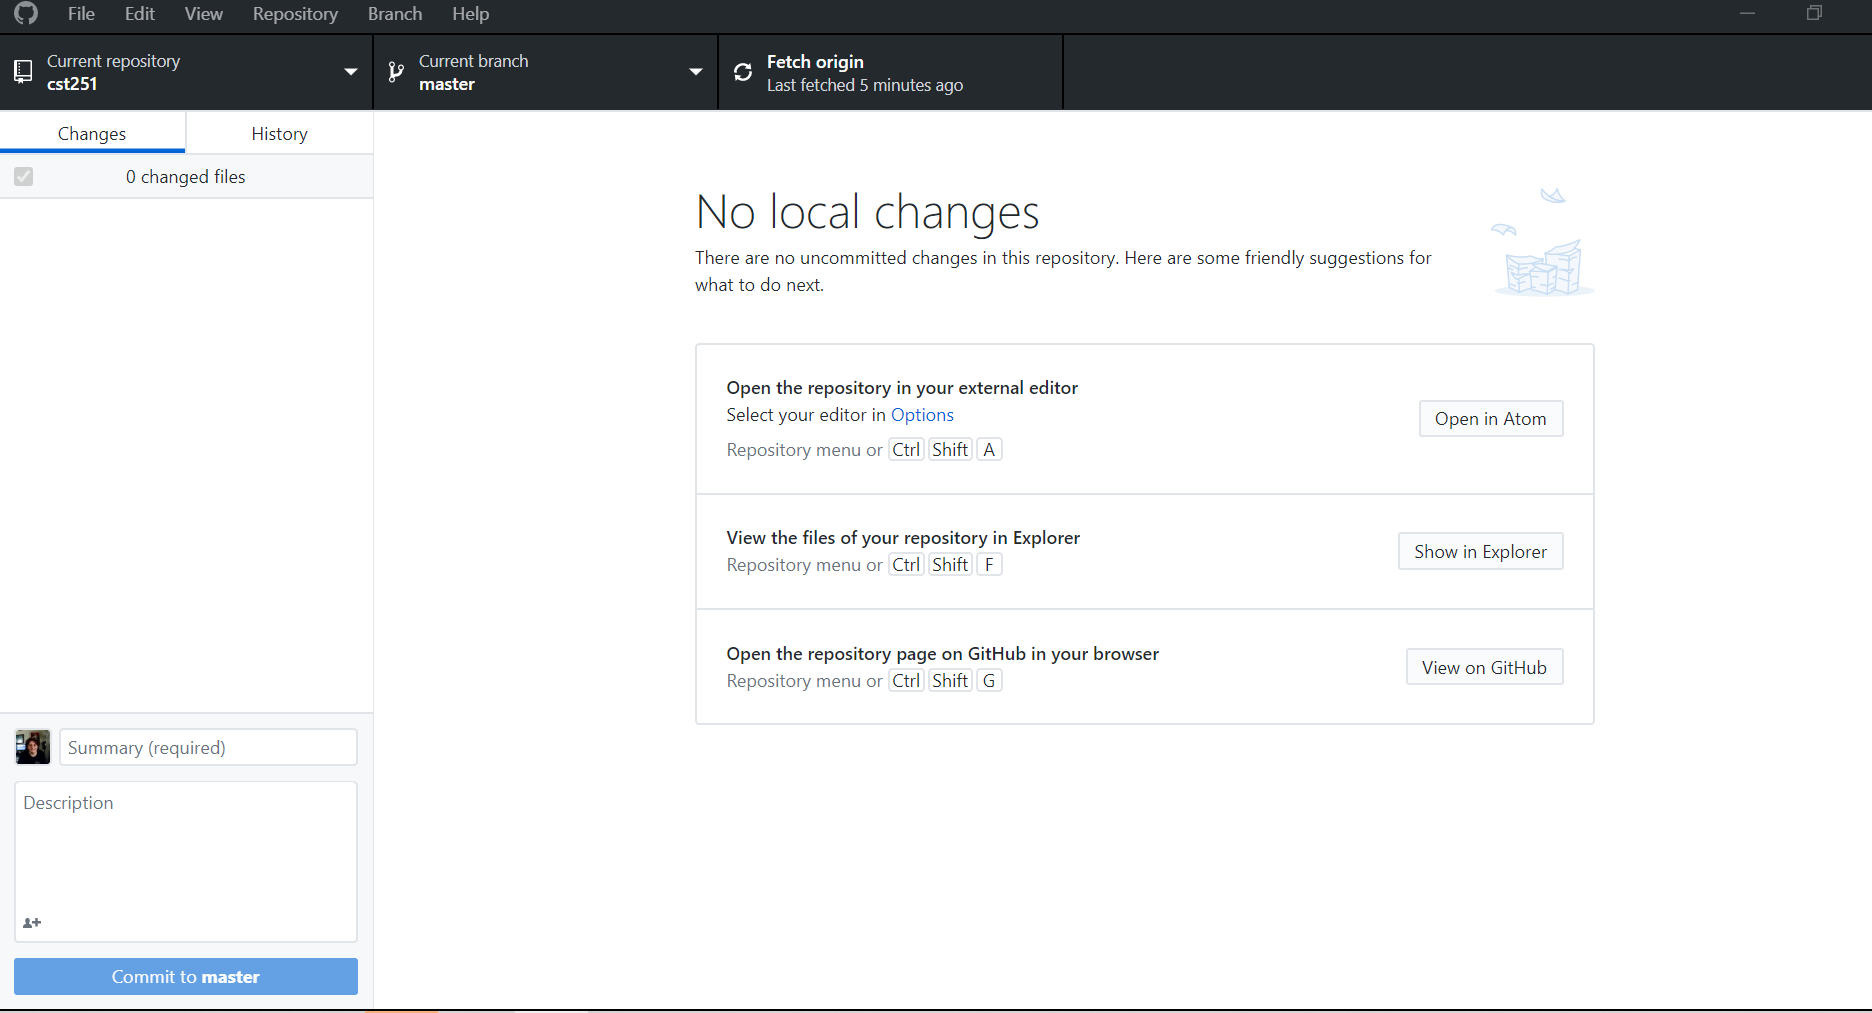 File Edit View Repository Branch Help
Current repository
cst251
Current branch
master
Fetch origin
Last fetched 5 minutes ago
Changes
History
0 changed files
No local changes
There are no uncommitted changes in this repository. Here are some friendly suggestions for
what to do next.
Open the repository in your external editor
Select your editor in Options
Repository menu or Ctrl Shift A
Open in Atom
View the files of your repository in Explorer
Repository menu or Ctrl Shift F
Show in Explorer
Open the repository page on GitHub in your browser
Repository menu or Ctrl Shift G
View on GitHub
Summary (required)
Description
Commit to master